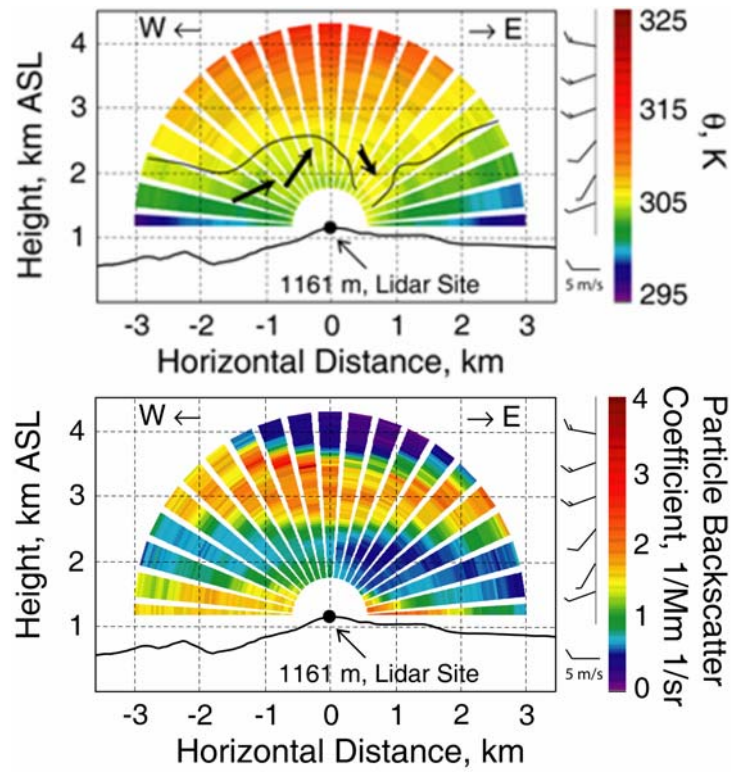 W ← → E
4
3
2
1
Height, km ASL
1161 m, Lidar Site
5 m/s
-3 -2 -1 0 1 2 3
Horizontal Distance, km
325
315
305
295
θ, K
W ← → E
4
3
2
1
Height, km ASL
1161 m, Lidar Site
5 m/s
-3 -2 -1 0 1 2 3
Horizontal Distance, km
4
3
2
1
0
Particle Backscatter
Coefficient, 1/Mm 1/sr